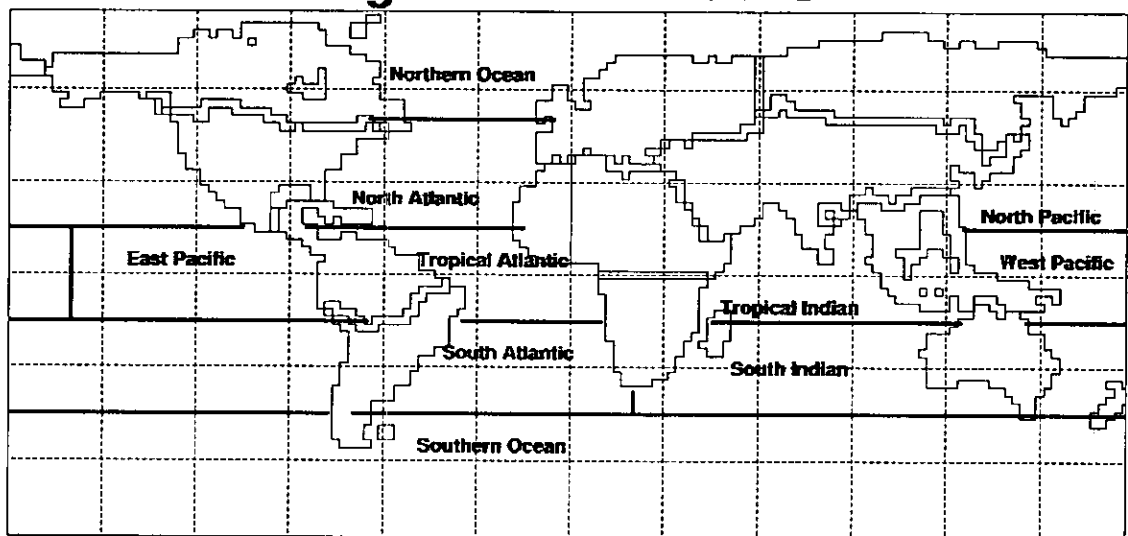 Northern Ocean
North Atlantic
North Pacific
East Pacific
Tropical Atlantic
West Pacific
Tropical Indian
South Atlantic
South Indian
Southern Ocean